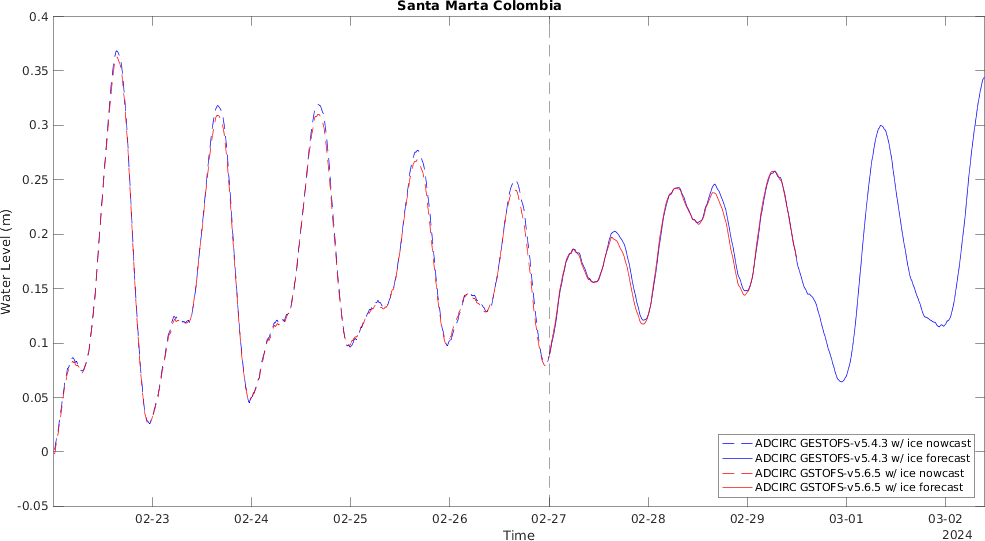 Santa Marta Colombia
0.4
0.35
0.3
0.25
0.2
0.15
0.1
0.05
0
-0.05
Water Level (m)
02-23 02-24 02-25 02-26 02-27 02-28 02-29 03-01 03-02
Time
2024
ADCIRC GESTOFS-v5.4.3 w/ ice nowcast
ADCIRC GESTOFS-v5.4.3 w/ ice forecast
ADCIRC GSTOFS-v5.6.5 w/ ice nowcast
ADCIRC GSTOFS-v5.6.5 w/ ice forecast